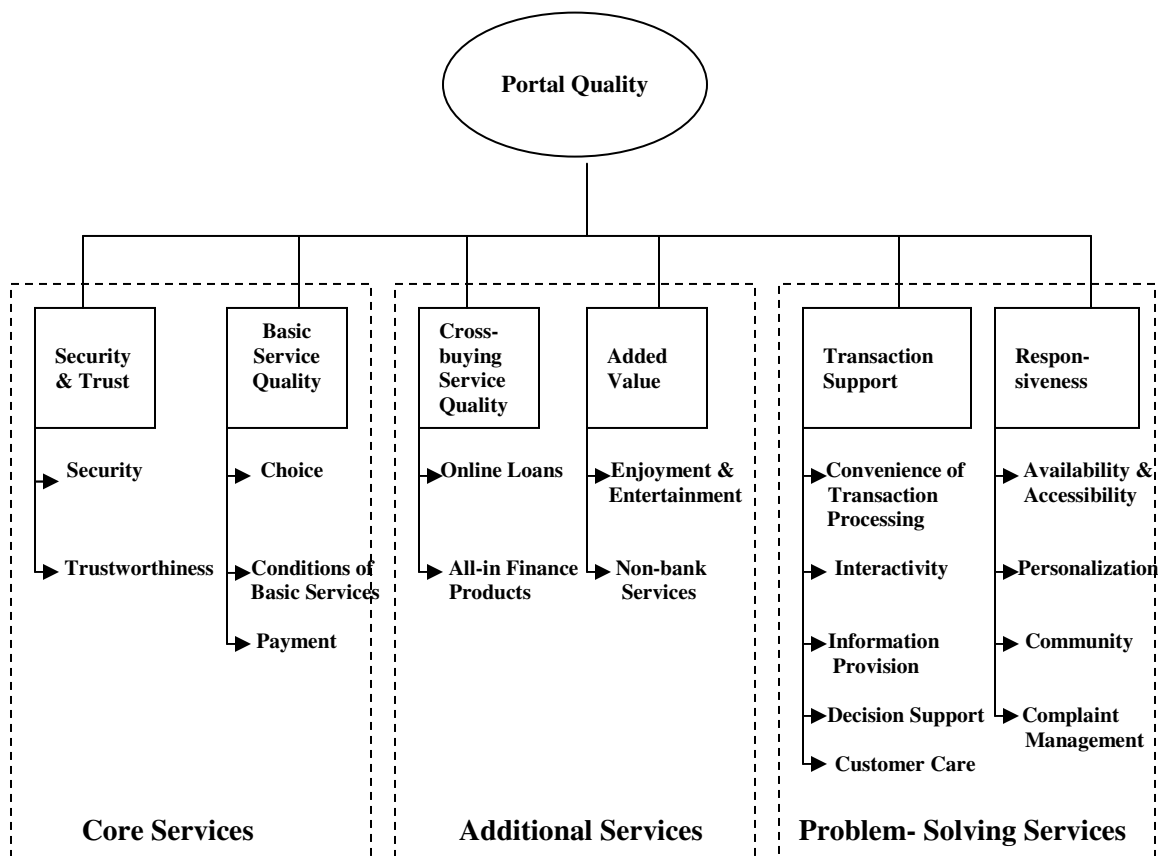 Portal Quality
Security
& Trust
Basic
Service
Quality
Cross-
buying
Service
Quality
Added
Value
Transaction
Support
Respon-
siveness
Security
Trustworthiness
Choice
Conditions of
Basic Services
Payment
Online Loans
All-in Finance
Products
Enjoyment &
Entertainment
Non-bank
Services
Convenience of
Transaction
Processing
Interactivity
Information
Provision
Decision Support
Customer Care
Availability &
Accessibility
Personalization
Community
Complaint
Management
Core Services
Additional Services
Problem- Solving Services